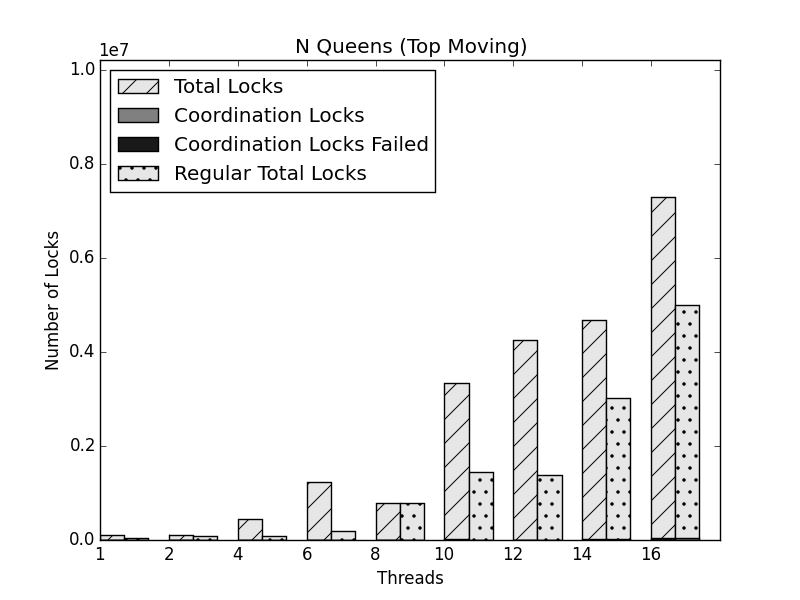 N Queens (Top Moving)
1e7
1.0
0.8
0.6
0.4
0.2
0.0
Number of Locks
Total Locks
Coordination Locks
Coordination Locks Failed
Regular Total Locks
1 2 4 6 8 10 12 14 16
Threads